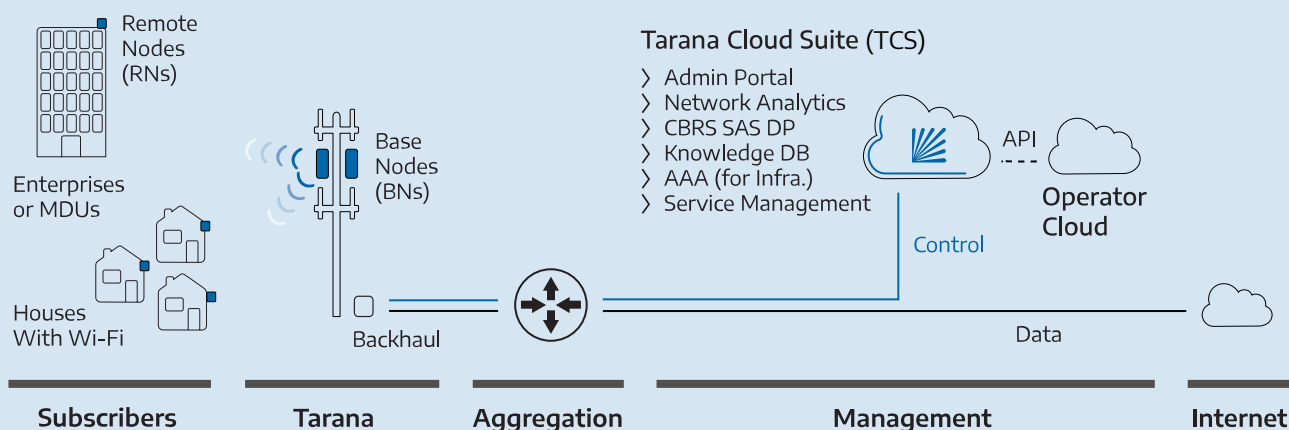 Remote
Nodes
(RNs)
Enterprises
or MDUs
Houses
With Wi-Fi
Base
Nodes
(BNs)
Backhaul
Tarana Cloud Suite (TCS)
〉 Admin Portal
〉 Network Analytics
〉 CBRS SAS DP
〉 Knowledge DB
〉 AAA (for Infra.)
〉 Service Management
API
Operator
Cloud
Control
Data
Subscribers
Tarana
Aggregation
Management
Internet